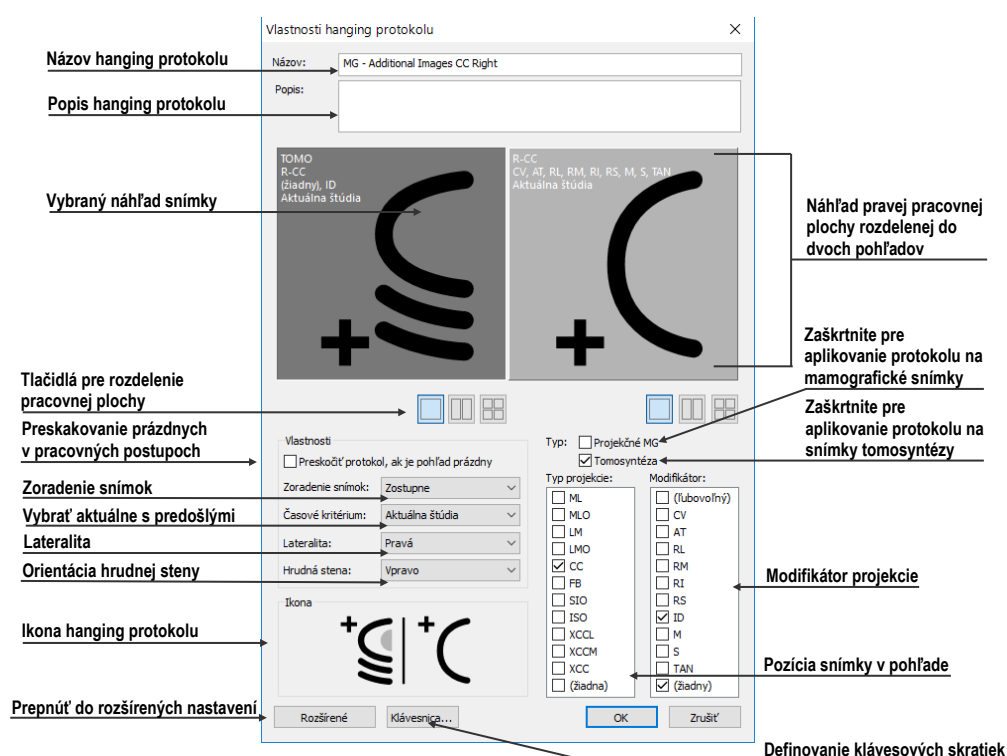 Vlastnosti hanging protokolu
Názov hanging protokolu
Názov:
MG - Additional Images CC Right
Popis hanging protokolu
Popis:
TOMO
R-CC
(žiadny), ID
Aktuálna štúdia
R-CC
CV, AT, RL, RM, RI, RS, M, S, TAN
Aktuálna štúdia
Vybraný náhľad snímky
Náhľad pravej pracovnej
plochy rozdelenej do
dvoch pohľadov
Zaškrtnite pre
aplikovanie protokolu na
mamografické snímky
Zaškrtnite pre
aplikovanie protokolu na
snímky tomosyntézy
Tlačidlá pre rozdelenie
pracovnej plochy
Preskakovanie prázdnych
v pracovných postupoch
Zoradenie snímok
Vybrať aktuálne s predošlými
Lateralita
Orientácia hrudnej steny
Ikona hanging protokolu
Prepnúť do rozšírených nastavení
Vlastnosti
Preskočiť protokol, ak je pohľad prázdny
Zoradenie snímok: Zostupne
Časové kritérium: Aktuálna štúdia
Lateralita: Pravá
Hrudná stena: Vpravo
Ikona
Typ: Projekčné MG
Tomosyntéza
Typ projekcie:
ML
MLO
LM
LMO
CC
FB
SIO
ISO
XCCL
XCCM
XCC
(žiadna)
Modifikátor:
(ľubovoľný)
CV
AT
RL
RM
RI
RS
ID
M
S
TAN
(žiadny)
Modifikátor projekcie
Pozícia snímky v pohľade
Rozšírené
Klávesnica...
OK
Zrušiť
Definovanie klávesových skratiek